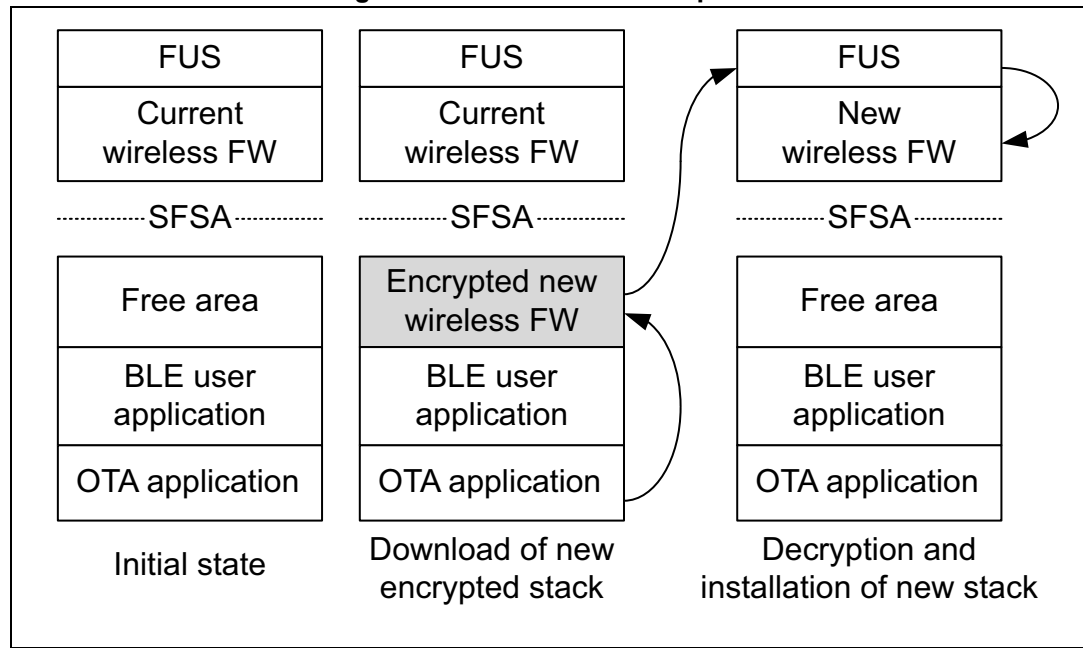 FUS
Current
wireless FW
SFSA
Free area
BLE user
application
OTA application
Initial state
FUS
Current
wireless FW
SFSA
Encrypted new
wireless FW
BLE user
application
OTA application
Download of new
encrypted stack
FUS
New
wireless FW
SFSA
Free area
BLE user
application
OTA application
Decryption and
installation of new stack